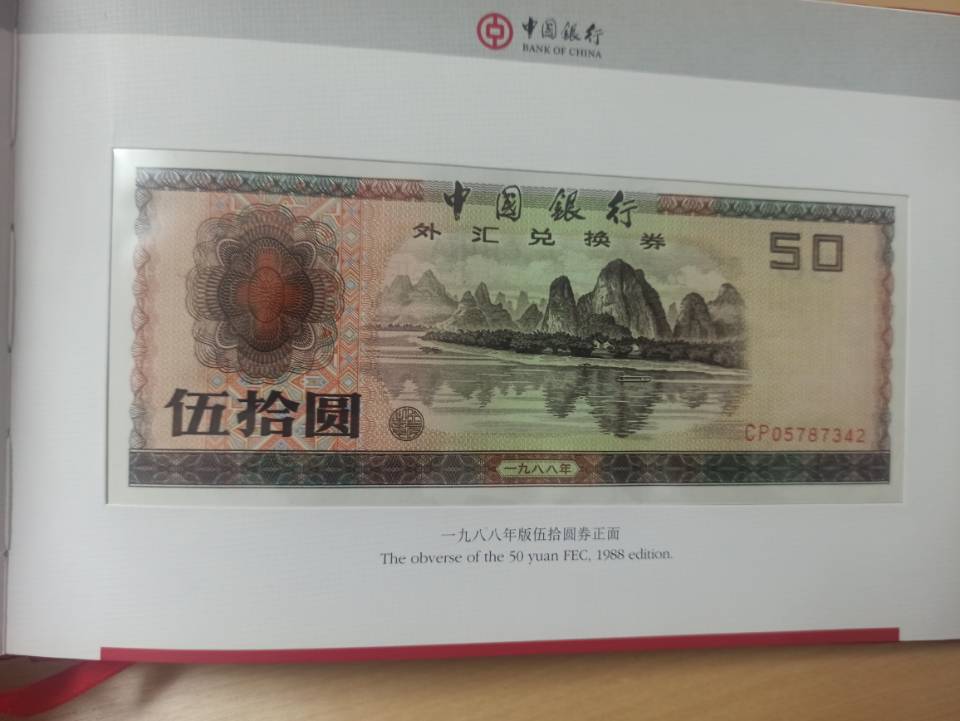 中国銀行
BANK OF CHINA
中国銀行
外汇兑换券
50
伍拾圆
CP05787342
一九八八年
一九八八年版伍拾圆券正面
The obverse of the 50 yuan FEC, 1988 edition.